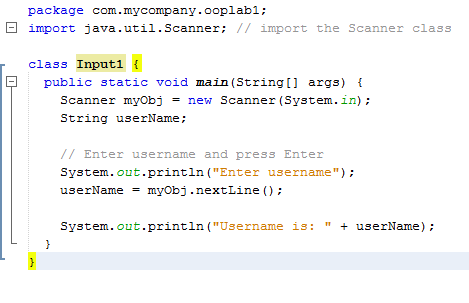 package com.mycompany.ooplab1;
import java.util.Scanner; // import the Scanner class
class Input1 {
public static void main(String[] args) {
Scanner myObj = new Scanner(System.in);
String userName;
// Enter username and press Enter
System.out.println("Enter username");
userName = myObj.nextLine();
System.out.println("Username is: " + userName);
}
}